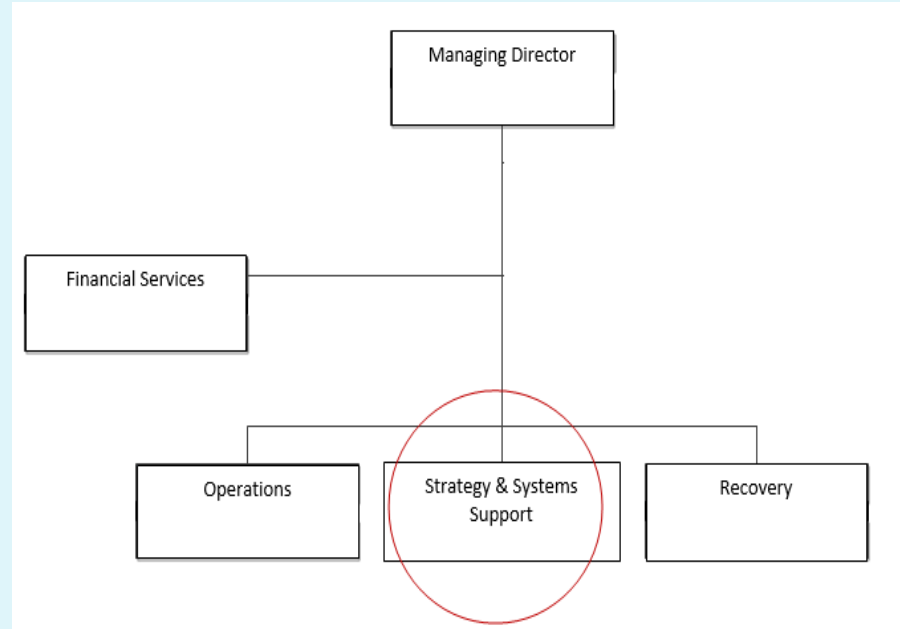 Managing Director
Financial Services
Operations
Strategy & Systems
Support
Recovery